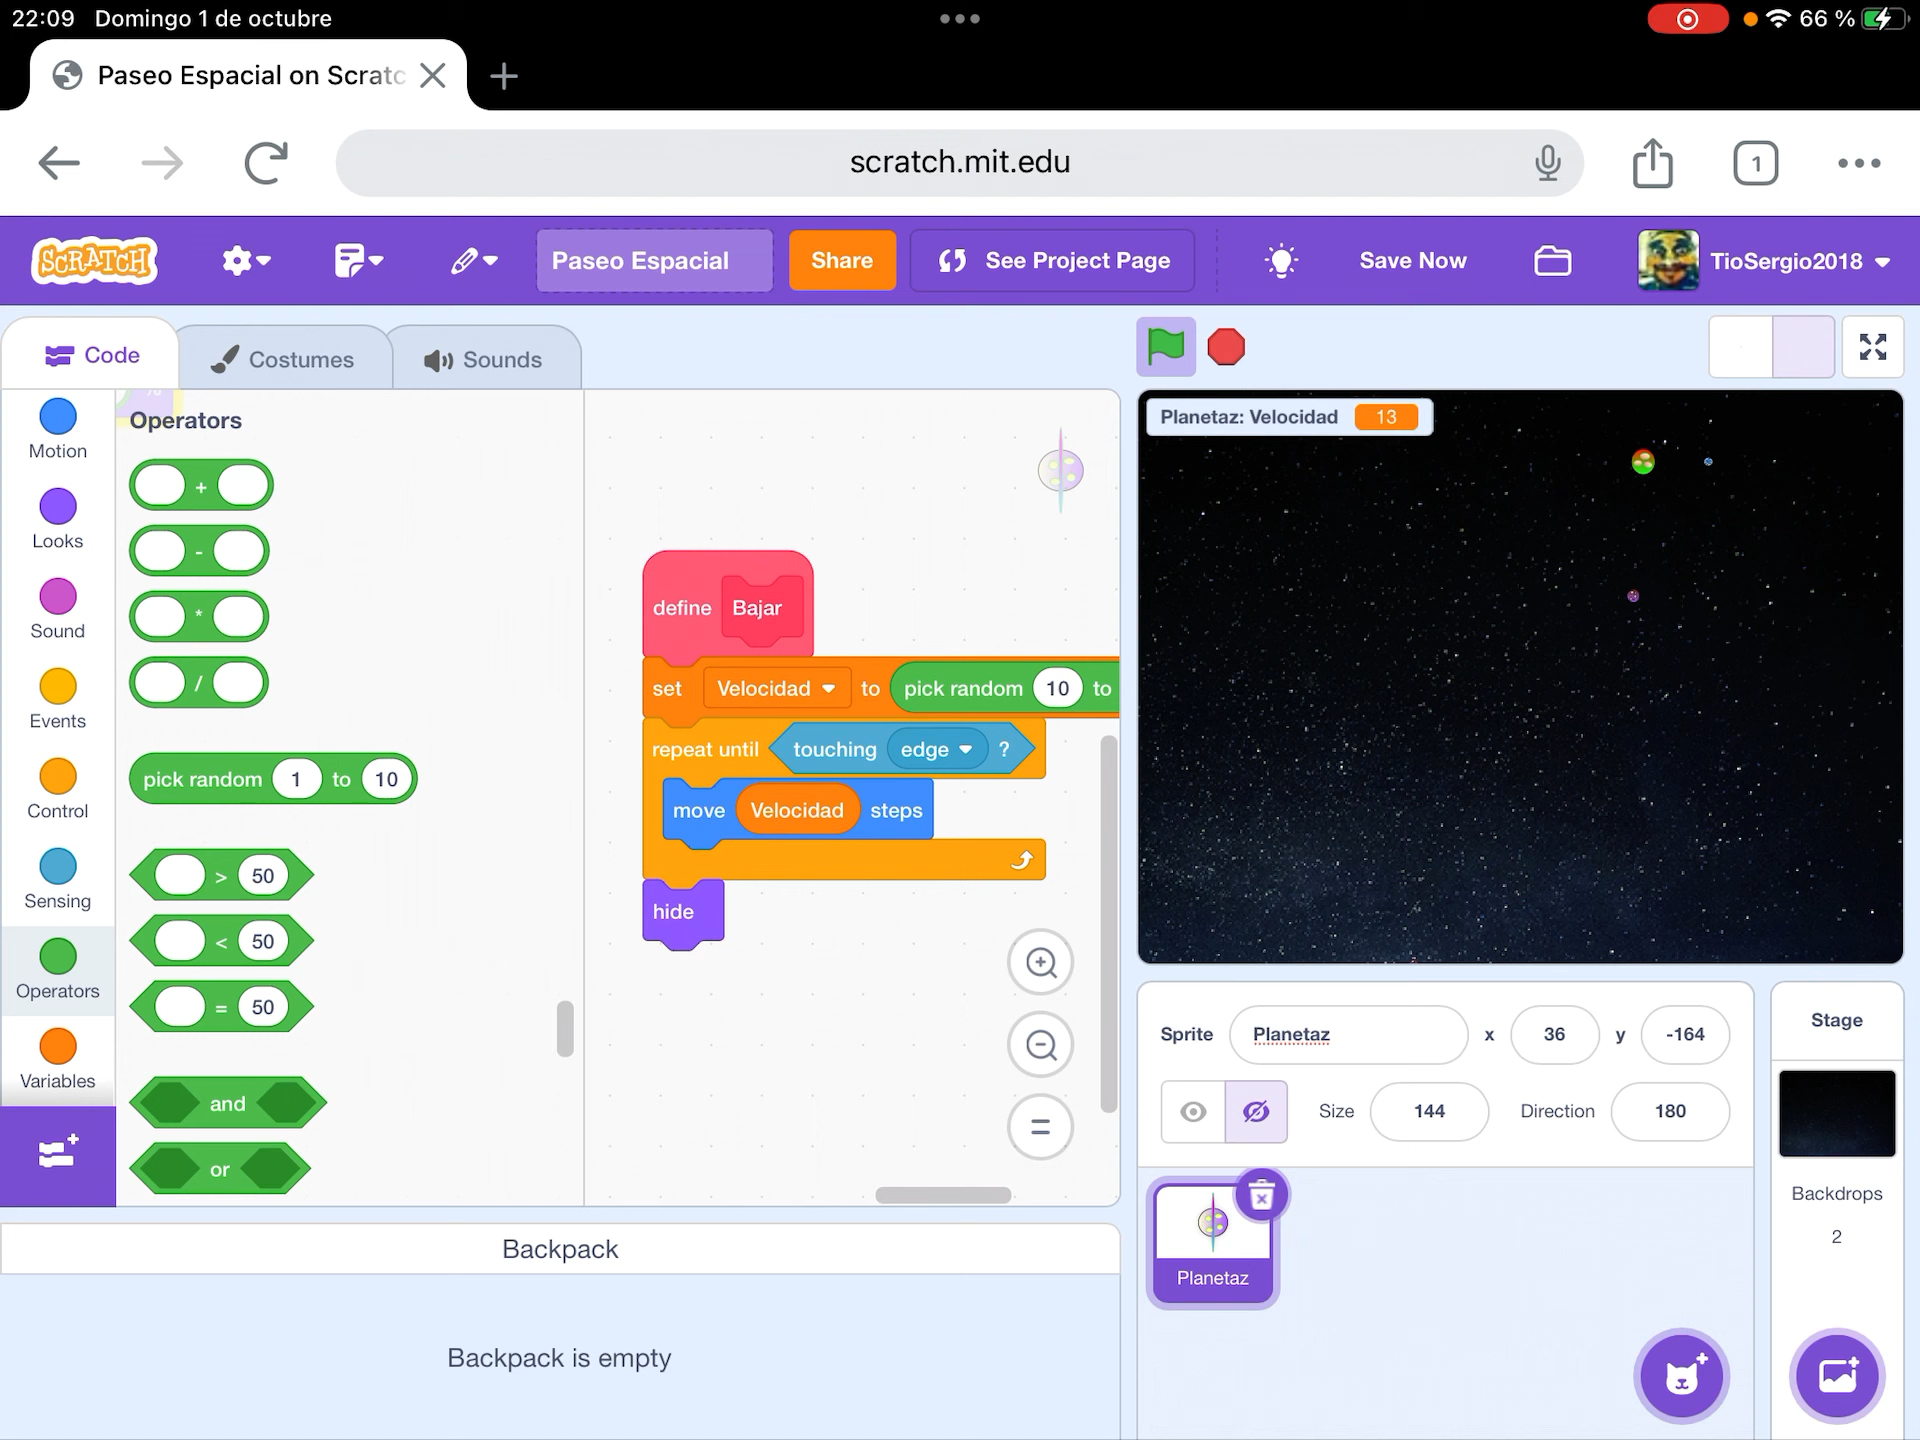 22:09 Domingo 1 de octubre
66 %
Paseo Espacial on Scratc
scratch.mit.edu
1
SCRATCH
Paseo Espacial
Share
See Project Page
Save Now
TioSergio2018
Code
Costumes
Sounds
Motion
Looks
Sound
Events
Control
Sensing
Operators
Variables
Operators
+
-
*
/
pick random 1 to 10
> 50
< 50
= 50
and
or
define Bajar
set Velocidad to pick random 10 to
repeat until touching edge ?
move Velocidad steps
hide
Planetaz: Velocidad 13
Sprite Planetaz x 36 y -164
Size 144 Direction 180
Planetaz
Stage
Backdrops
2
Backpack
Backpack is empty